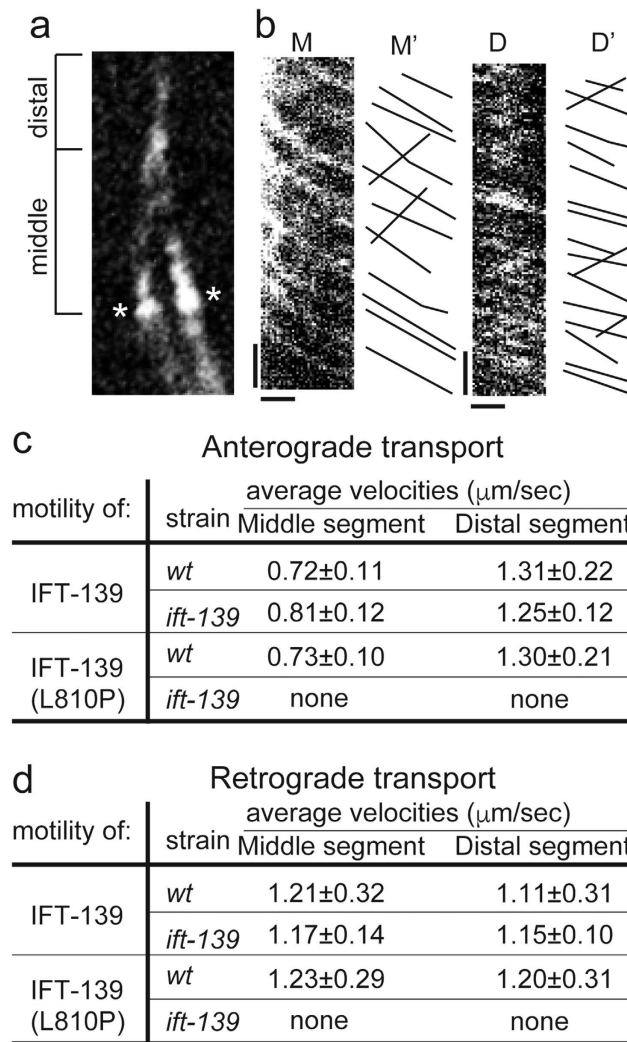 a
b
M M' D D'
distal
middle
* *
c Anterograde transport
motility of: strain average velocities (μm/sec)
Middle segment Distal segment
IFT-139 wt 0.72±0.11 1.31±0.22
ift-139 0.81±0.12 1.25±0.12
IFT-139 (L810P) wt 0.73±0.10 1.30±0.21
ift-139 none none
d Retrograde transport
motility of: strain average velocities (μm/sec)
Middle segment Distal segment
IFT-139 wt 1.21±0.32 1.11±0.31
ift-139 1.17±0.14 1.15±0.10
IFT-139 (L810P) wt 1.23±0.29 1.20±0.31
ift-139 none none